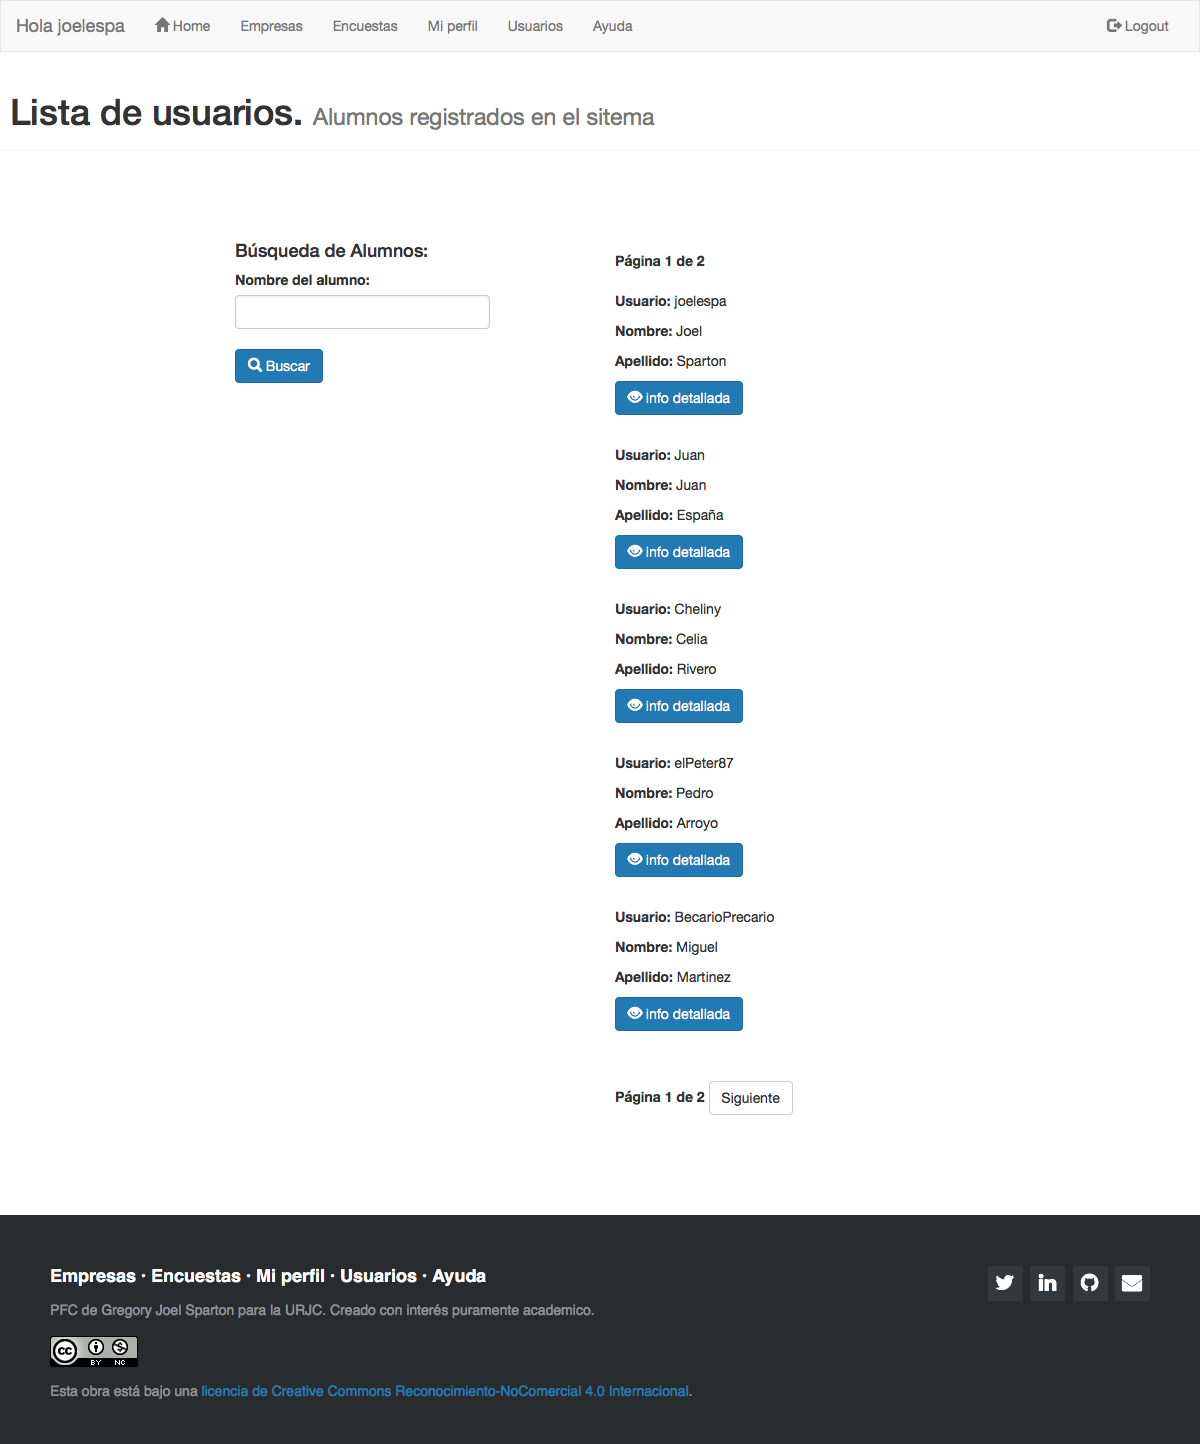 Hola joelespa Home Empresas Encuestas Mi perfil Usuarios Ayuda Logout
Lista de usuarios. Alumnos registrados en el sitema
Búsqueda de Alumnos:
Nombre del alumno:
Buscar
Página 1 de 2
Usuario: joelespa
Nombre: Joel
Apellido: Sparton
info detallada
Usuario: Juan
Nombre: Juan
Apellido: España
info detallada
Usuario: Cheliny
Nombre: Celia
Apellido: Rivero
info detallada
Usuario: elPeter87
Nombre: Pedro
Apellido: Arroyo
info detallada
Usuario: BecarioPrecario
Nombre: Miguel
Apellido: Martinez
info detallada
Página 1 de 2 Siguiente
Empresas · Encuestas · Mi perfil · Usuarios · Ayuda
PFC de Gregory Joel Sparton para la URJC. Creado con interés puramente academico.
cc BY NC
Esta obra está bajo una licencia de Creative Commons Reconocimiento-NoComercial 4.0 Internacional.